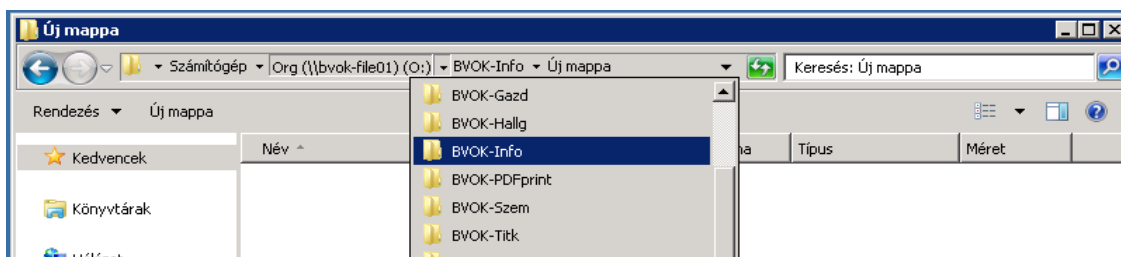 Új mappa
Számítógép Org (\\bvok-file01) (O:) BVOK-Info Új mappa Keresés: Új mappa
Rendezés Új mappa
BVOK-Gazd
BVOK-Hallg
Kedvencek Név BVOK-Info Típus Méret
BVOK-PDFprint
Könyvtárak BVOK-Szem
BVOK-Titk